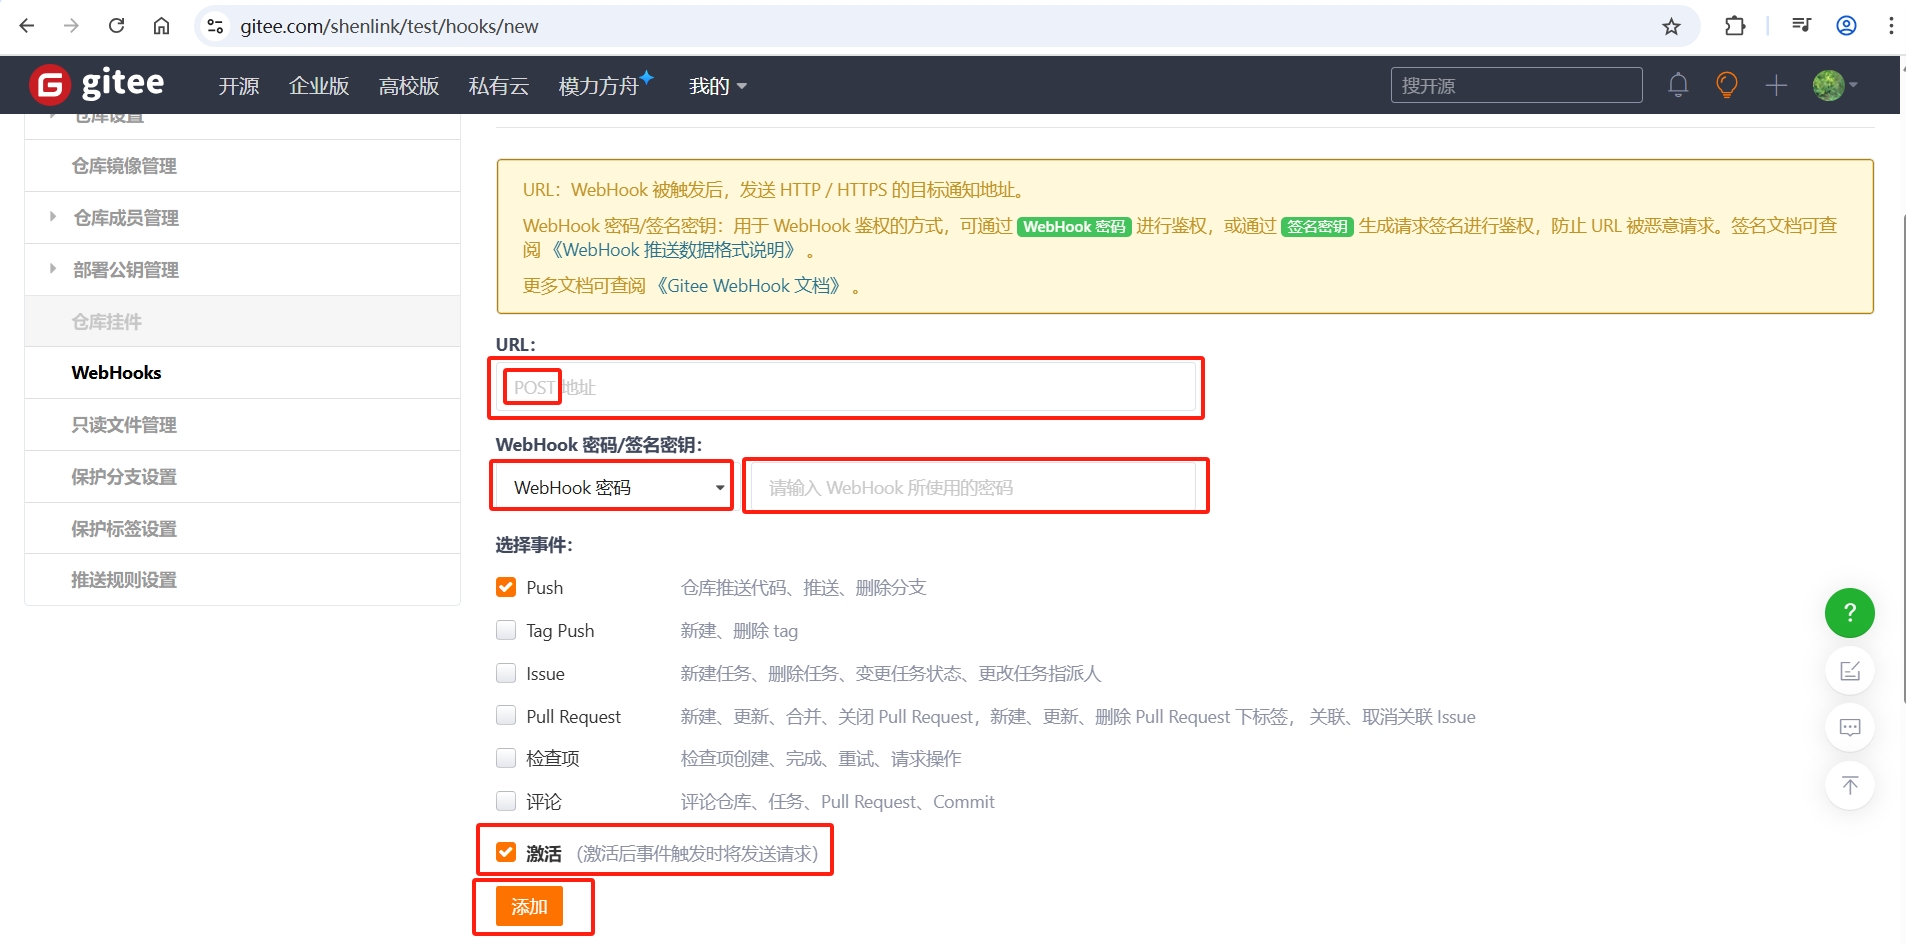 gitee.com/shenlink/test/hooks/new
gitee 开源 企业版 高校版 私有云 模力方舟 我的 搜开源
仓库设置
仓库镜像管理
仓库成员管理
部署公钥管理
仓库挂件
WebHooks
只读文件管理
保护分支设置
保护标签设置
推送规则设置
URL：WebHook 被触发后，发送 HTTP / HTTPS 的目标通知地址。
WebHook 密码/签名密钥：用于 WebHook 鉴权的方式，可通过 WebHook 密码 进行鉴权，或通过 签名密钥 生成请求签名进行鉴权，防止 URL 被恶意请求。签名文档可查
阅 《WebHook 推送数据格式说明》 。
更多文档可查阅 《Gitee WebHook 文档》 。
URL：
POST 地址
WebHook 密码/签名密钥：
WebHook 密码 请输入 WebHook 所使用的密码
选择事件：
Push 仓库推送代码、推送、删除分支
Tag Push 新建、删除 tag
Issue 新建任务、删除任务、变更任务状态、更改任务指派人
Pull Request 新建、更新、合并、关闭 Pull Request，新建、更新、删除 Pull Request 下标签， 关联、取消关联 Issue
检查项 检查项创建、完成、重试、请求操作
评论 评论仓库、任务、Pull Request、Commit
激活 （激活后事件触发时将发送请求）
添加
?